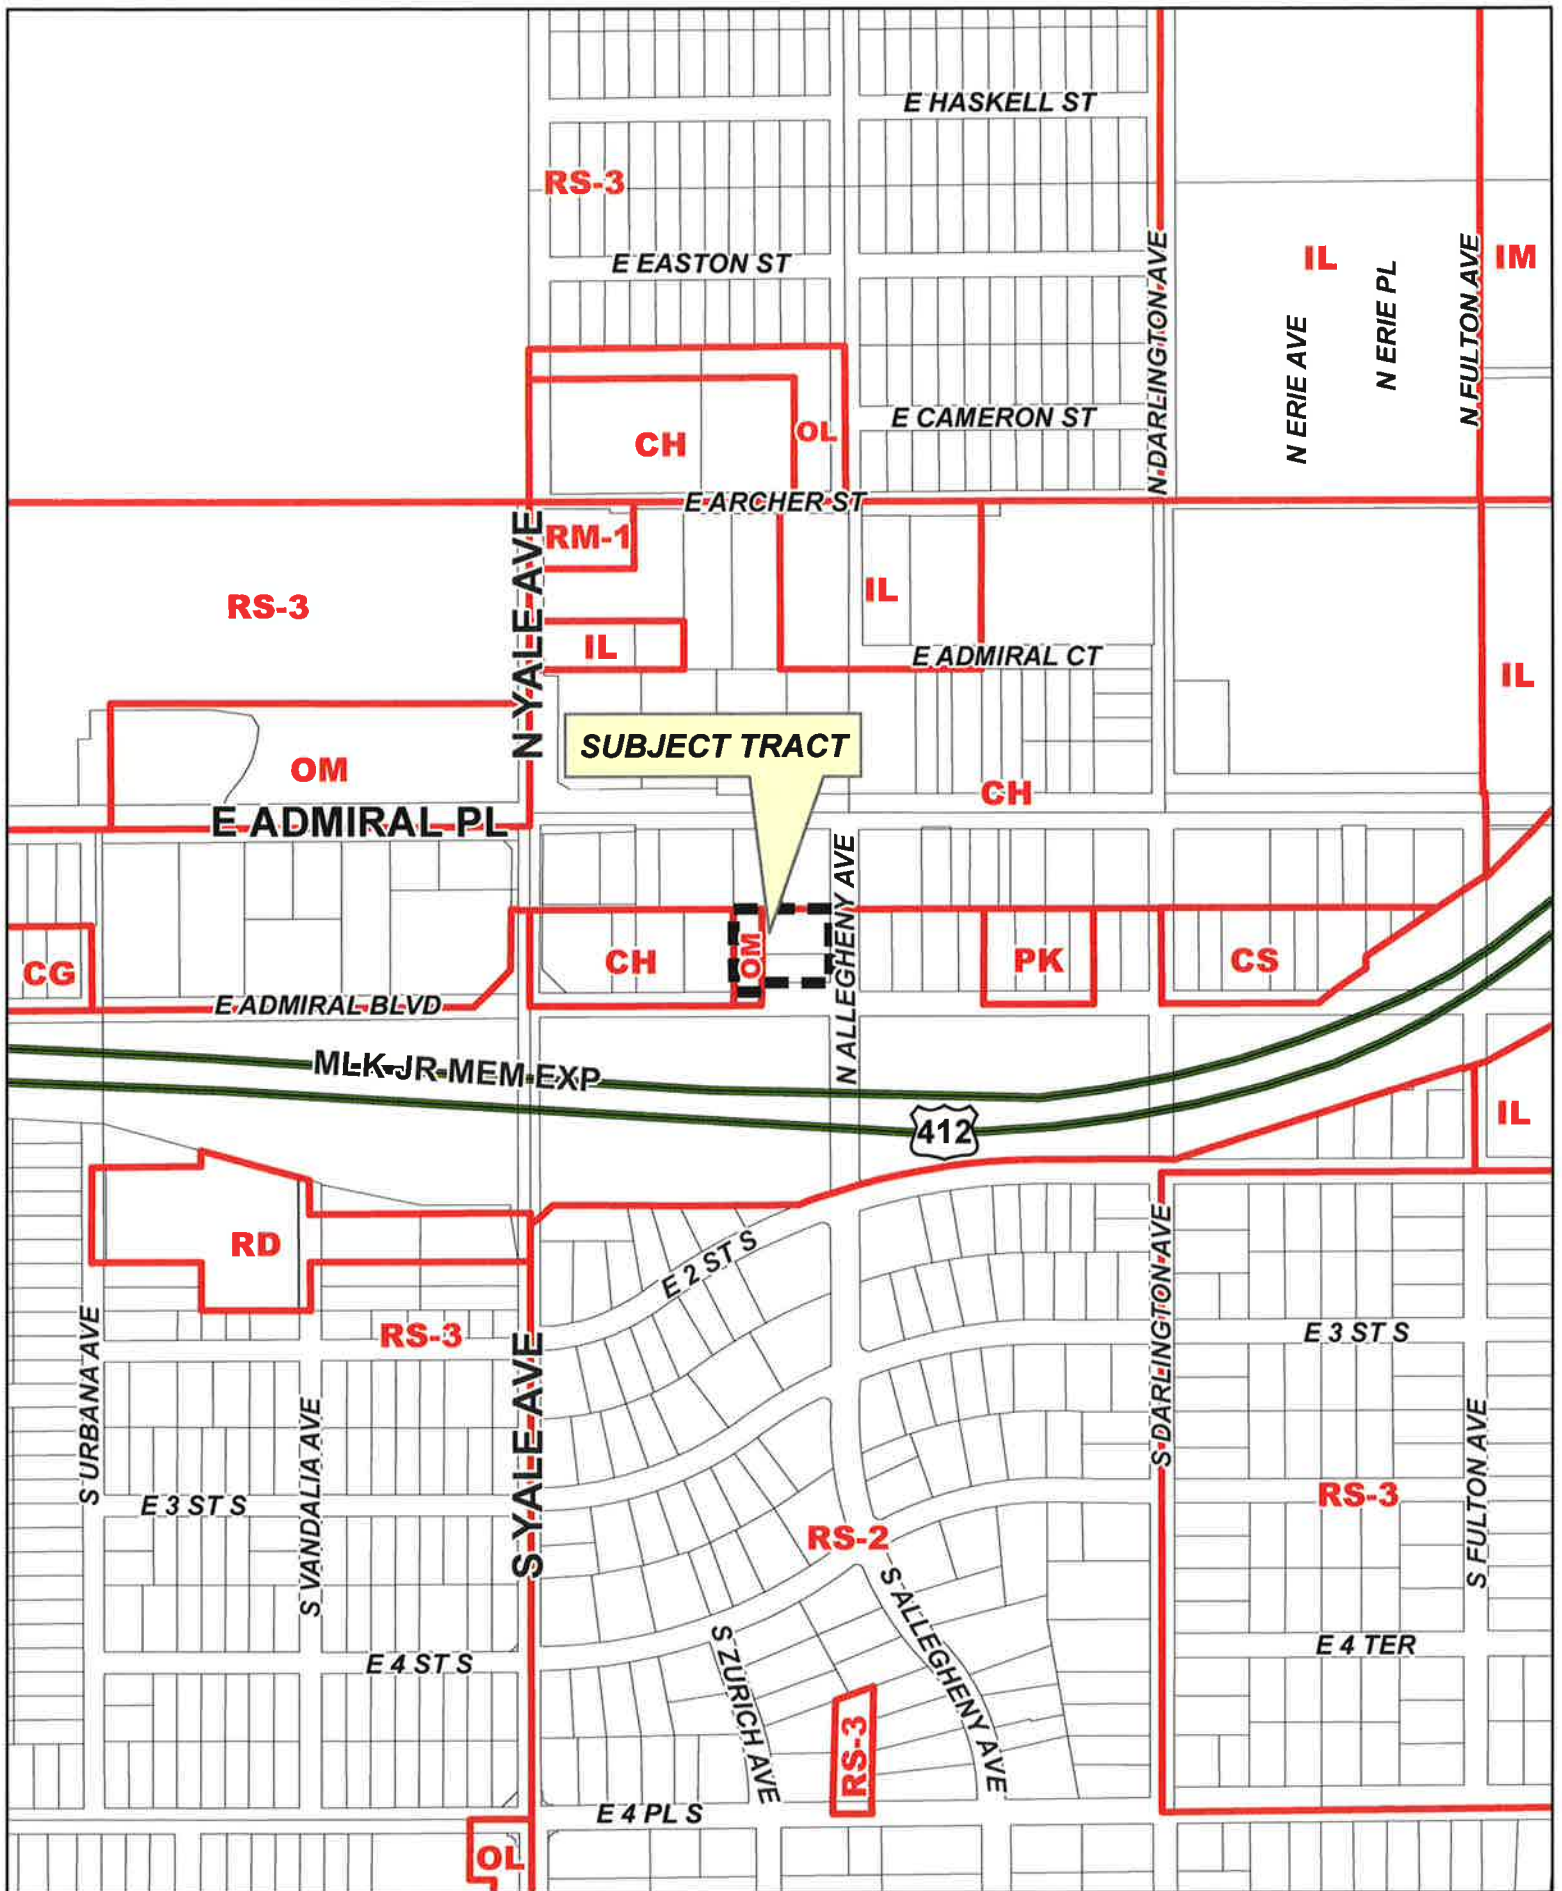 E HASKELL ST
RS-3
N DARLINGTON AVE
IL
IM
N FULTON AVE
N ERIE PL
E EASTON ST
N ERIE AVE
E CAMERON ST
OL
CH
E ARCHER ST
N YALE AVE
RM-1
IL
RS-3
IL
E ADMIRAL CT
IL
SUBJECT TRACT
OM
CH
E ADMIRAL PL
N ALLEGHENY AVE
OM
CG
CH
PK
CS
E ADMIRAL BLVD
MLK JR MEM EXP
412
IL
RD
E 2 ST S
S DARLINGTON AVE
S URBANA AVE
RS-3
E 3 ST S
S YALE AVE
S VANDALIA AVE
S FULTON AVE
E 3 ST S
RS-3
RS-2
S ALLEGHENY AVE
S ZURICH AVE
E 4 TER
E 4 ST S
RS-3
E 4 PL S
OL